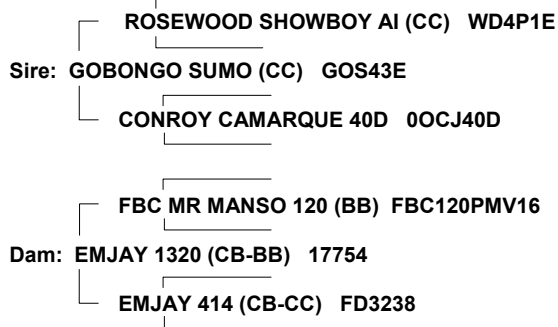 ROSEWOOD SHOWBOY AI (CC) WD4P1E
Sire: GOBONGO SUMO (CC) GOS43E
CONROY CAMARQUE 40D 0OCJ40D
FBC MR MANSO 120 (BB) FBC120PMV16
Dam: EMJAY 1320 (CB-BB) 17754
EMJAY 414 (CB-CC) FD3238